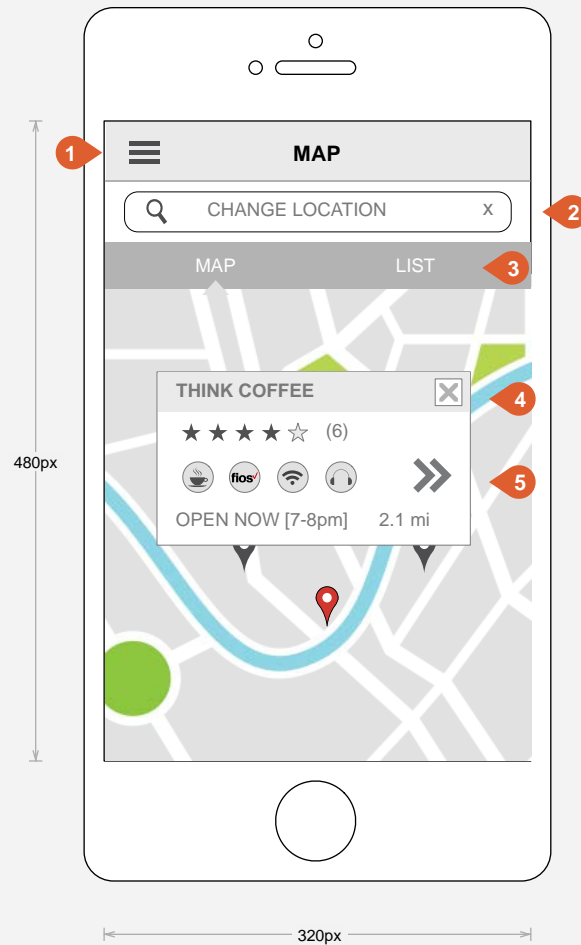 1
MAP
CHANGE LOCATION x
2
MAP LIST
3
THINK COFFEE
4
(6)
fios
5
OPEN NOW [7-8pm] 2.1 mi
480px
320px